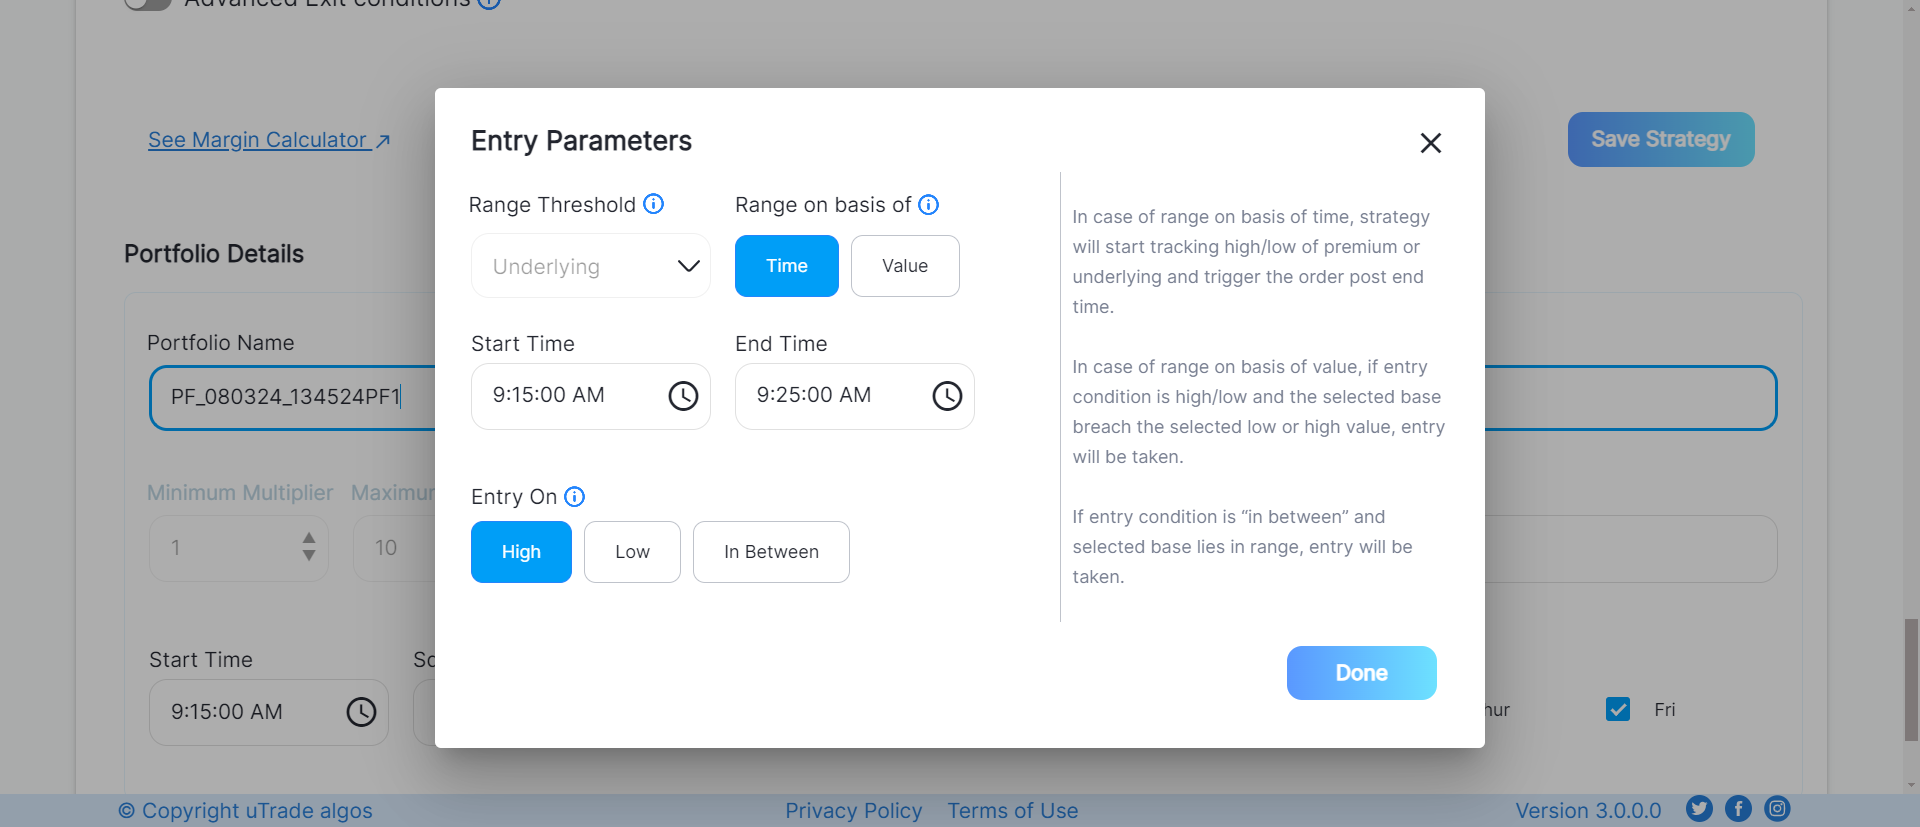 Advanced Exit conditions
See Margin Calculator
Save Strategy
Entry Parameters
Range Threshold
Range on basis of
Underlying
Time
Value
Start Time
End Time
9:15:00 AM
9:25:00 AM
Entry On
High
Low
In Between
In case of range on basis of time, strategy
will start tracking high/low of premium or
underlying and trigger the order post end
time.
In case of range on basis of value, if entry
condition is high/low and the selected base
breach the selected low or high value, entry
will be taken.
If entry condition is “in between” and
selected base lies in range, entry will be
taken.
Done
Portfolio Details
Portfolio Name
PF_080324_134524PF1
Minimum Multiplier
1
10
Start Time
9:15:00 AM
Fri
© Copyright uTrade algos
Privacy Policy
Terms of Use
Version 3.0.0.0